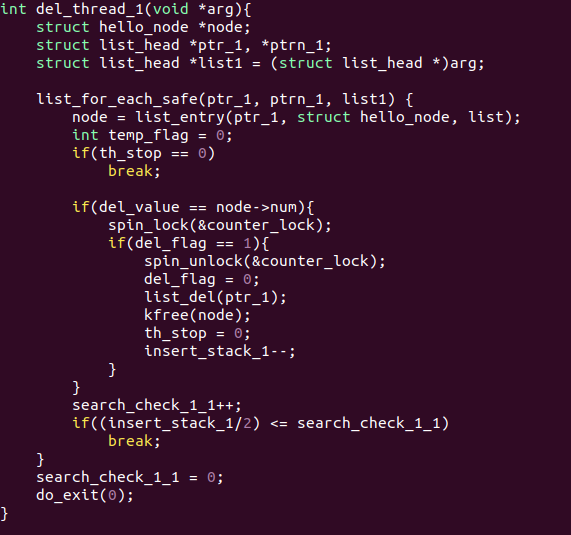 int del_thread_1(void *arg){
    struct hello_node *node;
    struct list_head *ptr_1, *ptrn_1;
    struct list_head *list1 = (struct list_head *)arg;

    list_for_each_safe(ptr_1, ptrn_1, list1) {
        node = list_entry(ptr_1, struct hello_node, list);
        int temp_flag = 0;
        if(th_stop == 0)
            break;

        if(del_value == node->num){
            spin_lock(&counter_lock);
            if(del_flag == 1){
                spin_unlock(&counter_lock);
                del_flag = 0;
                list_del(ptr_1);
                kfree(node);
                th_stop = 0;
                insert_stack_1--;
            }
        }
        search_check_1_1++;
        if((insert_stack_1/2) <= search_check_1_1)
            break;
    }
    search_check_1_1 = 0;
    do_exit(0);
}